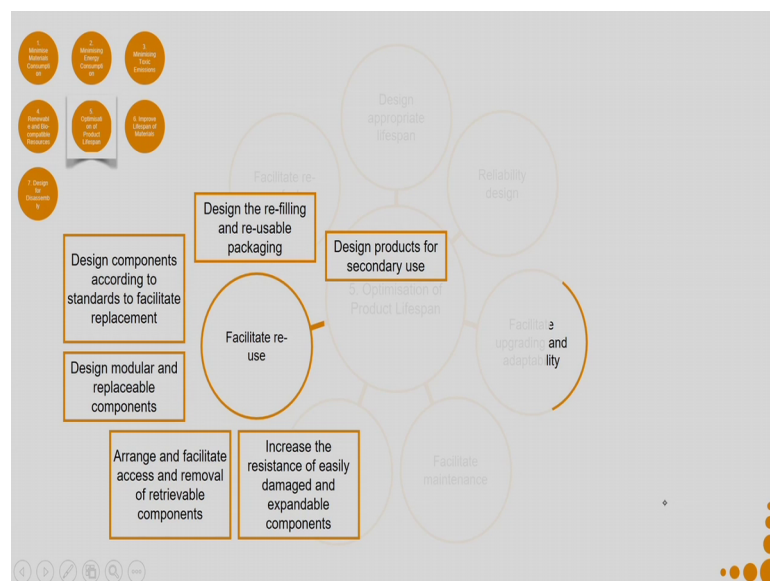 1.
Minimise
Materials
Consumpti
on
2.
Minimising
Energy
Consumpti
on
3.
Minimising
Toxic
Emissions
4.
Renewabl
e and Bio-
compatible
Resources
5.
Optimisati
on of
Product
Lifespan
6. Improve
Lifespan of
Materials
7. Design
for
Disassemb
ly
Design
appropriate
lifespan
Facilitate re-
Reliability
design
Design the re-filling
and re-usable
packaging
Design products for
secondary use
Design components
according to
standards to facilitate
replacement
5. Optimisation of
Product Lifespan
Facilitate re-
use
Facilitate
upgrading and
adaptability
Design modular and
replaceable
components
Arrange and facilitate
access and removal
of retrievable
components
Increase the
resistance of easily
damaged and
expandable
components
Facilitate
maintenance